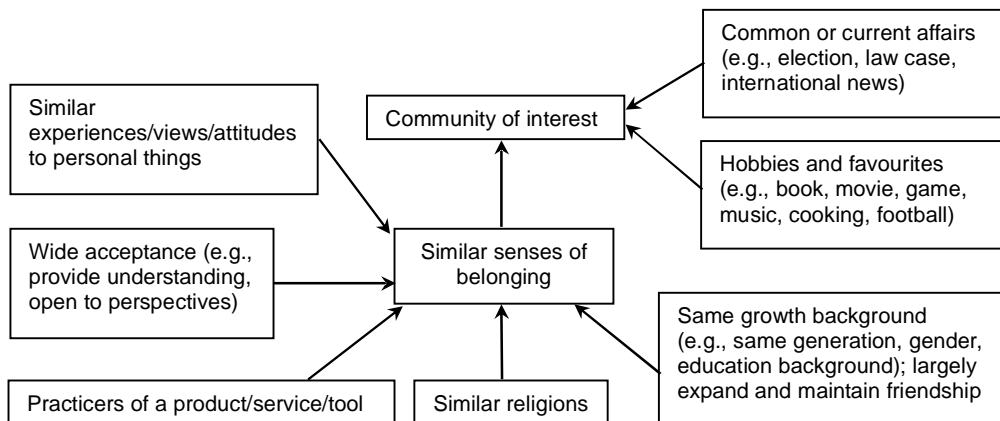 Common or current affairs
(e.g., election, law case,
international news)
Similar
experiences/views/attitudes
to personal things
Community of interest
Hobbies and favourites
(e.g., book, movie, game,
music, cooking, football)
Wide acceptance (e.g.,
provide understanding,
open to perspectives)
Similar senses of
belonging
Same growth background
(e.g., same generation, gender,
education background); largely
expand and maintain friendship
Practicers of a product/service/tool
Similar religions